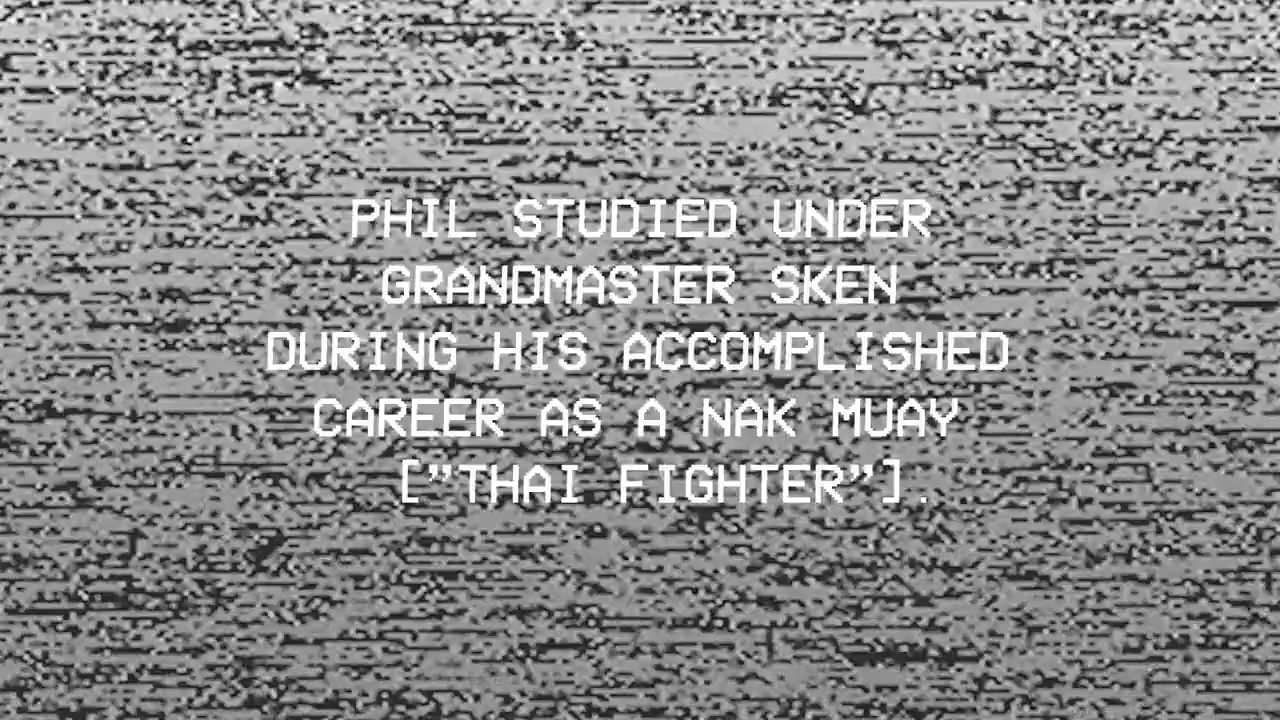 PHIL STUDIED UNDER
GRANDMASTER SKEN
DURING HIS ACCOMPLISHED
CAREER AS A NAK MUAY
["THAI FIGHTER"].